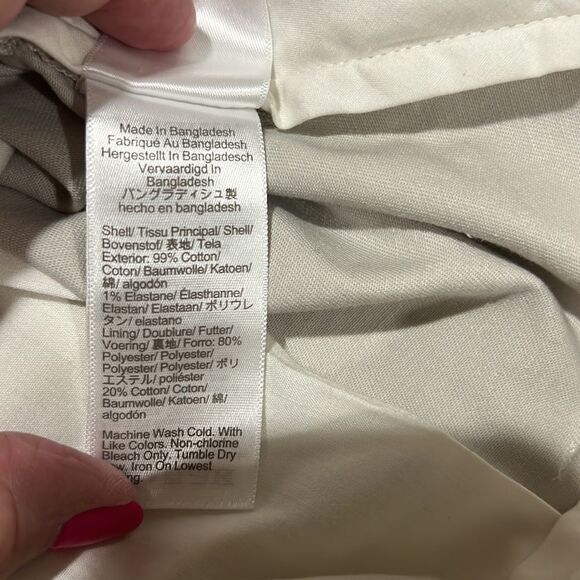 Made In Bangladesh
Fabriqué Au Bangladesh
Hergestellt In Bangladesch
Vervaardigd In
Bangladesh
バングラディシュ製
hecho en bangladesh
Shell/ Tissu Principal/ Shell/
Bovenstof/ 表地/ Tela
Exterior: 99% Cotton/
Coton/ Baumwolle/ Katoen/
綿/ algodón
1% Elastane/ Élasthanne/
Elastan/ Elastaan/ ポリウレ
タン/ elastano
Lining/ Doublure/ Futter/
Voering/ 裏地/ Forro: 80%
Polyester/ Polyester/
Polyester/ Polyester/ ポリ
エステル/ poliéster
20% Cotton/ Coton/
Baumwolle/ Katoen/ 綿/
algodón
Machine Wash Cold. With
Like Colors. Non-chlorine
Bleach Only. Tumble Dry
Iron On Lowest